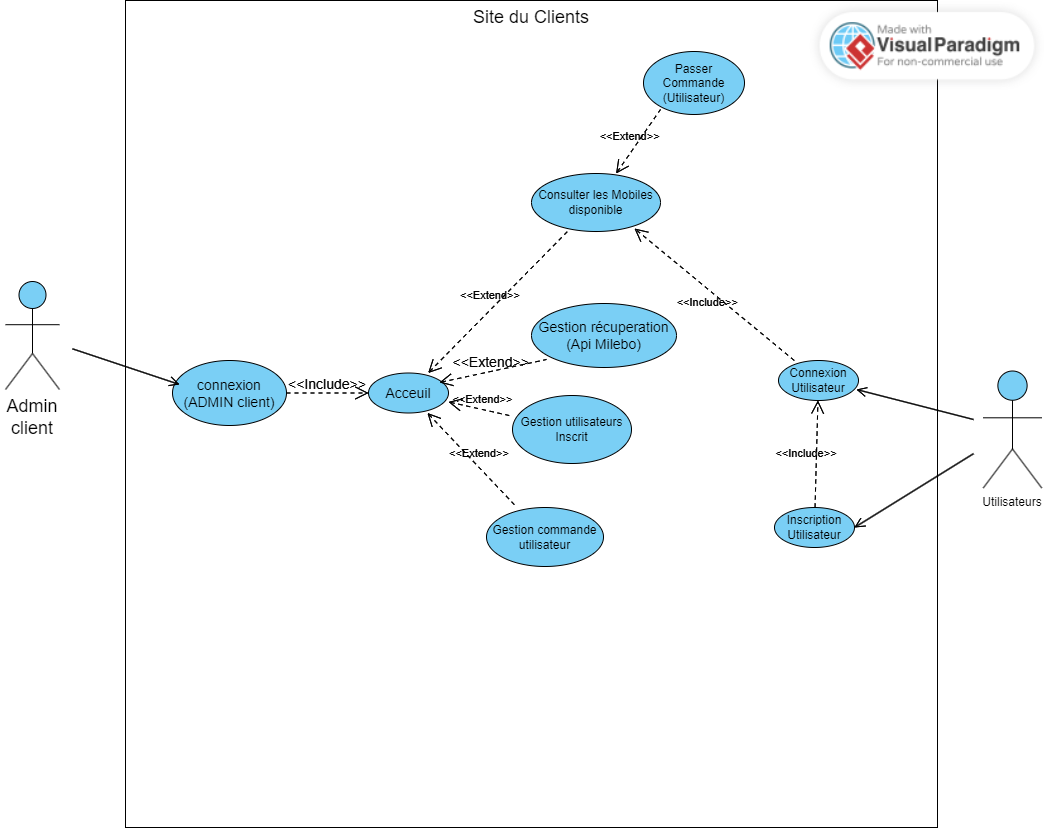 Site du Clients
Made with
VisualParadigm
For non-commercial use
Passer
Commande
(Utilisateur)
<<Extend>>
Consulter les Mobiles
disponible
<<Extend>>
<<Include>>
Gestion récuperation
(Api Milebo)
<<Extend>>
connexion
(ADMIN client)
<<Include>>
Acceuil
<<Extend>>
Gestion utilisateurs
Inscrit
<<Extend>>
Gestion commande
utilisateur
Connexion
Utilisateur
<<Include>>
Inscription
Utilisateur
Admin
client
Utilisateurs